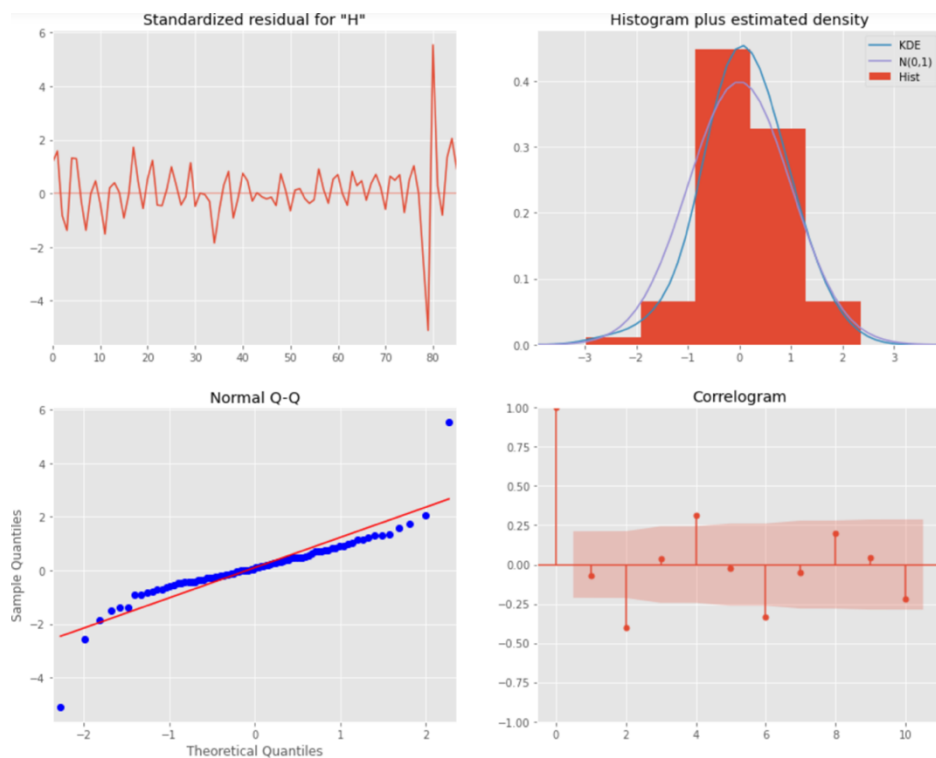 Standardized residual for "H"
6
4
2
0
−2
−4
0 10 20 30 40 50 60 70 80
Histogram plus estimated density
KDE
N(0,1)
Hist
0.4
0.3
0.2
0.1
0.0
−3 −2 −1 0 1 2 3
Normal Q-Q
Sample Quantiles
6
4
2
0
−2
−4
−2 −1 0 1 2
Theoretical Quantiles
Correlogram
1.00
0.75
0.50
0.25
0.00
−0.25
−0.50
−0.75
−1.00
0 2 4 6 8 10